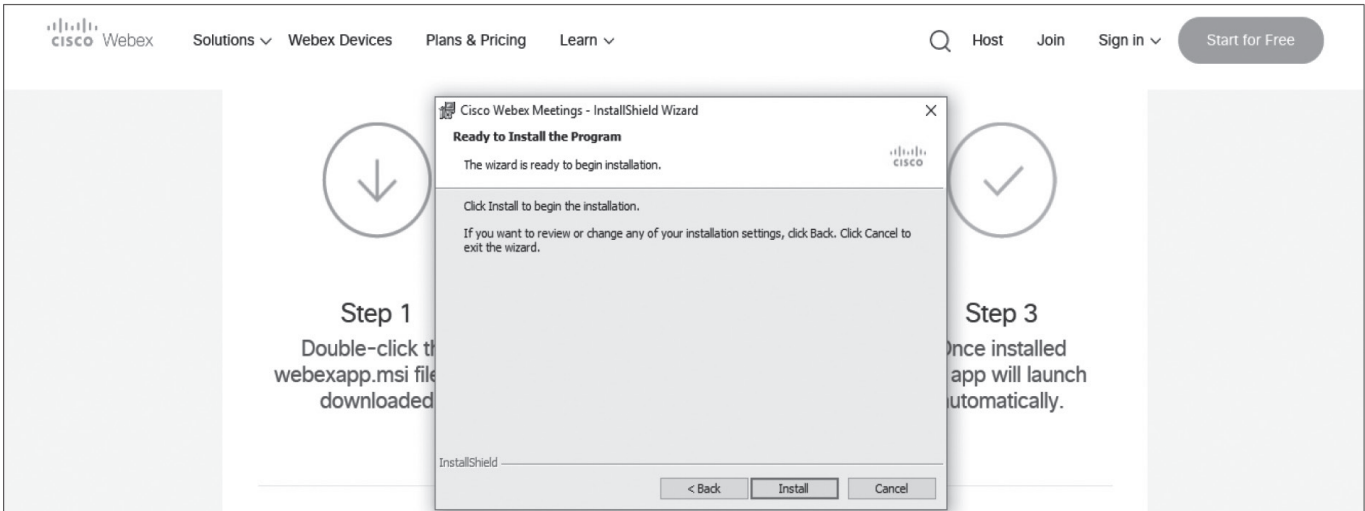 CISCO Webex Solutions Webex Devices Plans & Pricing Learn Host Join Sign in Start for Free
Cisco Webex Meetings - InstallShield Wizard
Ready to Install the Program
The wizard is ready to begin installation.
CISCO
Click Install to begin the installation.
If you want to review or change any of your installation settings, click Back. Click Cancel to
exit the wizard.
InstallShield
< Back Install Cancel
Step 1
Double-click
webexapp.msi
downloaded
Step 3
installed
app will launch